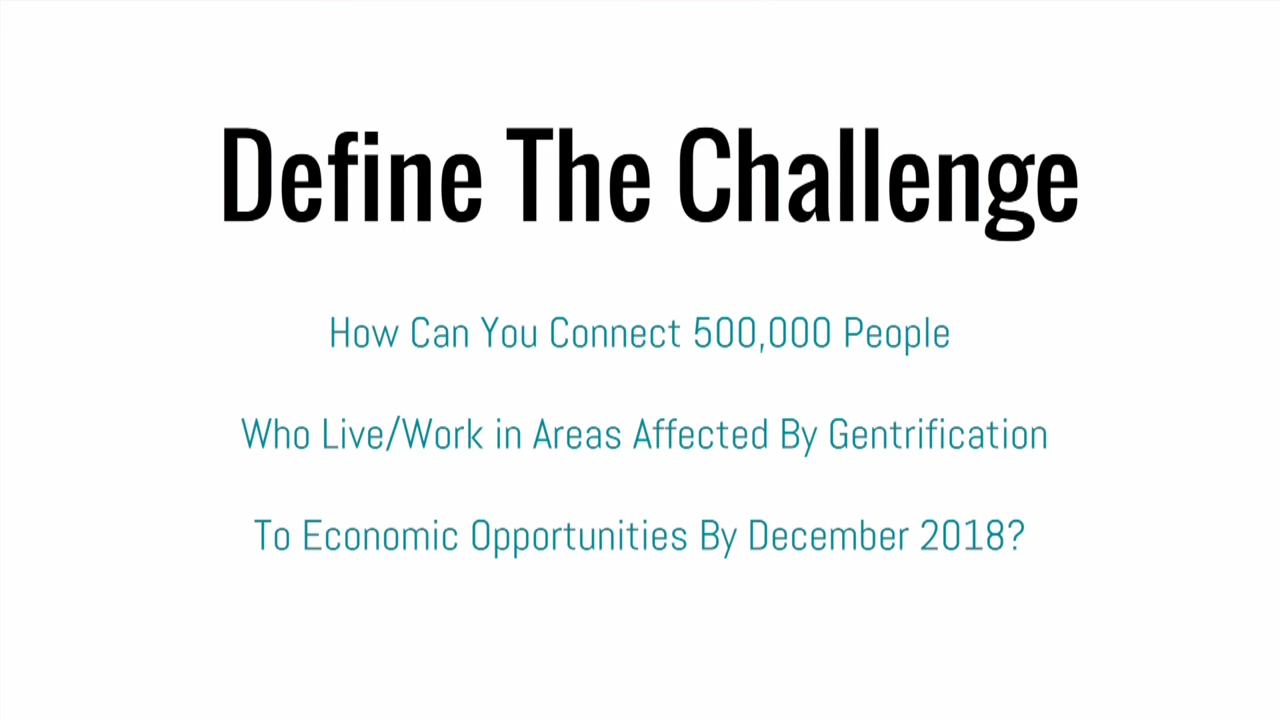 Define The Challenge
How Can You Connect 500,000 People
Who Live/Work in Areas Affected By Gentrification
To Economic Opportunities By December 2018?